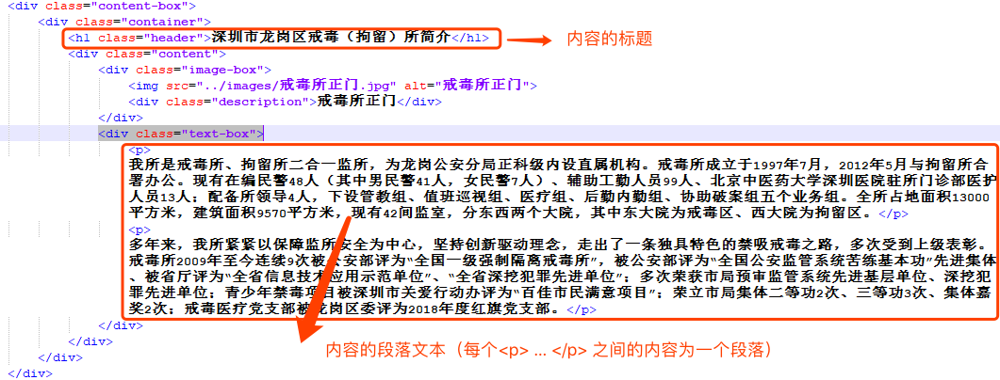 <div class="content-box">
<div class="container">
<h1 class="header">深圳市龙岗区戒毒（拘留）所简介</h1>
内容的标题
<div class="content">
<div class="image-box">
<img src="../images/戒毒所正门.jpg" alt="戒毒所正门">
<div class="description">戒毒所正门</div>
</div>
<div class="text-box">
<p>
我所是戒毒所、拘留所二合一监所，为龙岗公安分局正科级内设直属机构。戒毒所成立于1997年7月，2012年5月与拘留所合
署办公。现有在编民警48人（其中男民警41人，女民警7人）、辅助工勤人员99人、北京中医药大学深圳医院驻所门诊部医护
人员13人；配备所领导4人，下设管教组、值班巡视组、医疗组、后勤内勤组、协助破案组五个业务组。全所占地面积13000
平方米，建筑面积9570平方米，现有42间监室，分东西两个大院，其中东大院为戒毒区、西大院为拘留区。</p>
<p>
多年来，我所紧紧以保障监所安全为中心，坚持创新驱动理念，走出了一条独具特色的禁吸戒毒之路，多次受到上级表彰。
戒毒所2009年至今连续9次被公安部评为“全国一级强制隔离戒毒所”，被公安部评为“全国公安监管系统苦练基本功”先进集体
、被省厅评为“全省信息技术应用示范单位”、“全省深挖犯罪先进单位”；多次荣获市局预审监管系统先进基层单位、深挖犯
罪先进单位；青少年禁毒项目被深圳市关爱行动办评为“百佳市民满意项目”；荣立市局集体二等功2次、三等功3次、集体嘉
奖2次；戒毒医疗党支部被龙岗区委评为2018年度红旗党支部。</p>
</div>
内容的段落文本（每个<p> ... </p> 之间的内容为一个段落）
</div>
</div>
</div>